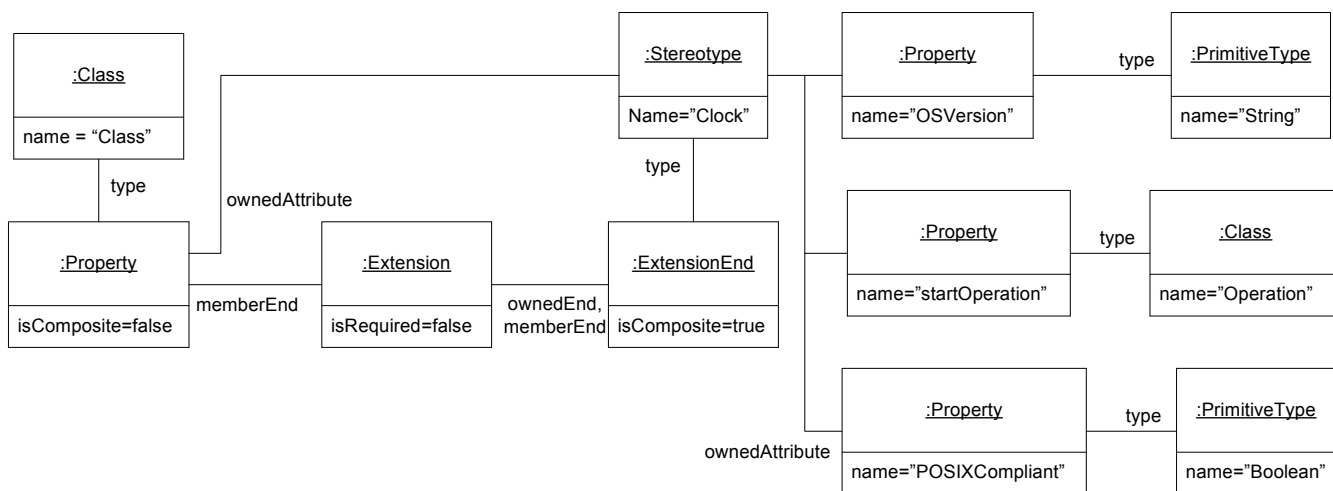 :Class
name = “Class”
type
:Stereotype
Name=”Clock”
type
:Property
name=”OSVersion”
type
:PrimitiveType
name=”String”
ownedAttribute
:Property
isComposite=false
memberEnd
:Extension
isRequired=false
ownedEnd,
memberEnd
:ExtensionEnd
isComposite=true
:Property
name=”startOperation”
type
:Class
name=”Operation”
ownedAttribute
:Property
name=”POSIXCompliant”
type
:PrimitiveType
name=”Boolean”